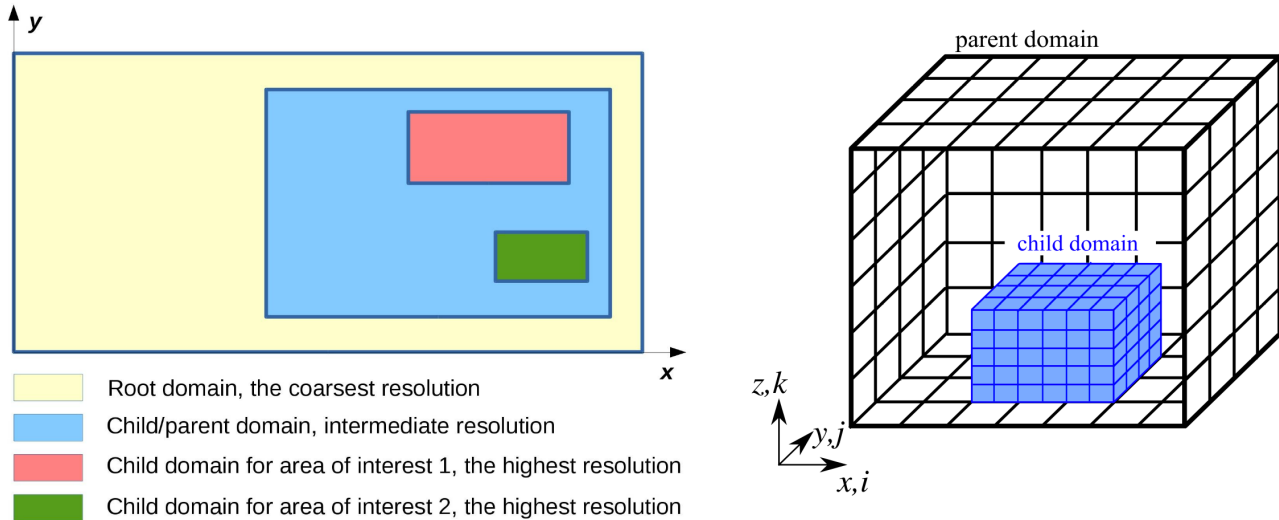 y
x
Root domain, the coarsest resolution
Child/parent domain, intermediate resolution
Child domain for area of interest 1, the highest resolution
Child domain for area of interest 2, the highest resolution
parent domain
child domain
z,k
y,j
x,i